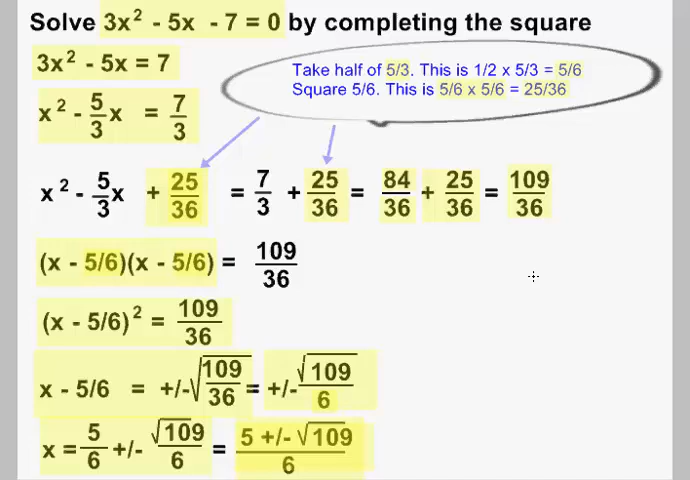 Solve 3x² - 5x - 7 = 0 by completing the square
3x² - 5x = 7
Take half of 5/3. This is 1/2 x 5/3 = 5/6
Square 5/6. This is 5/6 x 5/6 = 25/36
x² - 5/3 x = 7/3
x² - 5/3 x + 25/36 = 7/3 + 25/36 = 84/36 + 25/36 = 109/36
(x - 5/6)(x - 5/6) = 109/36
(x - 5/6)² = 109/36
x - 5/6 = +/-√(109/36) = +/- √109/6
x = 5/6 +/- √109/6 = (5 +/- √109)/6